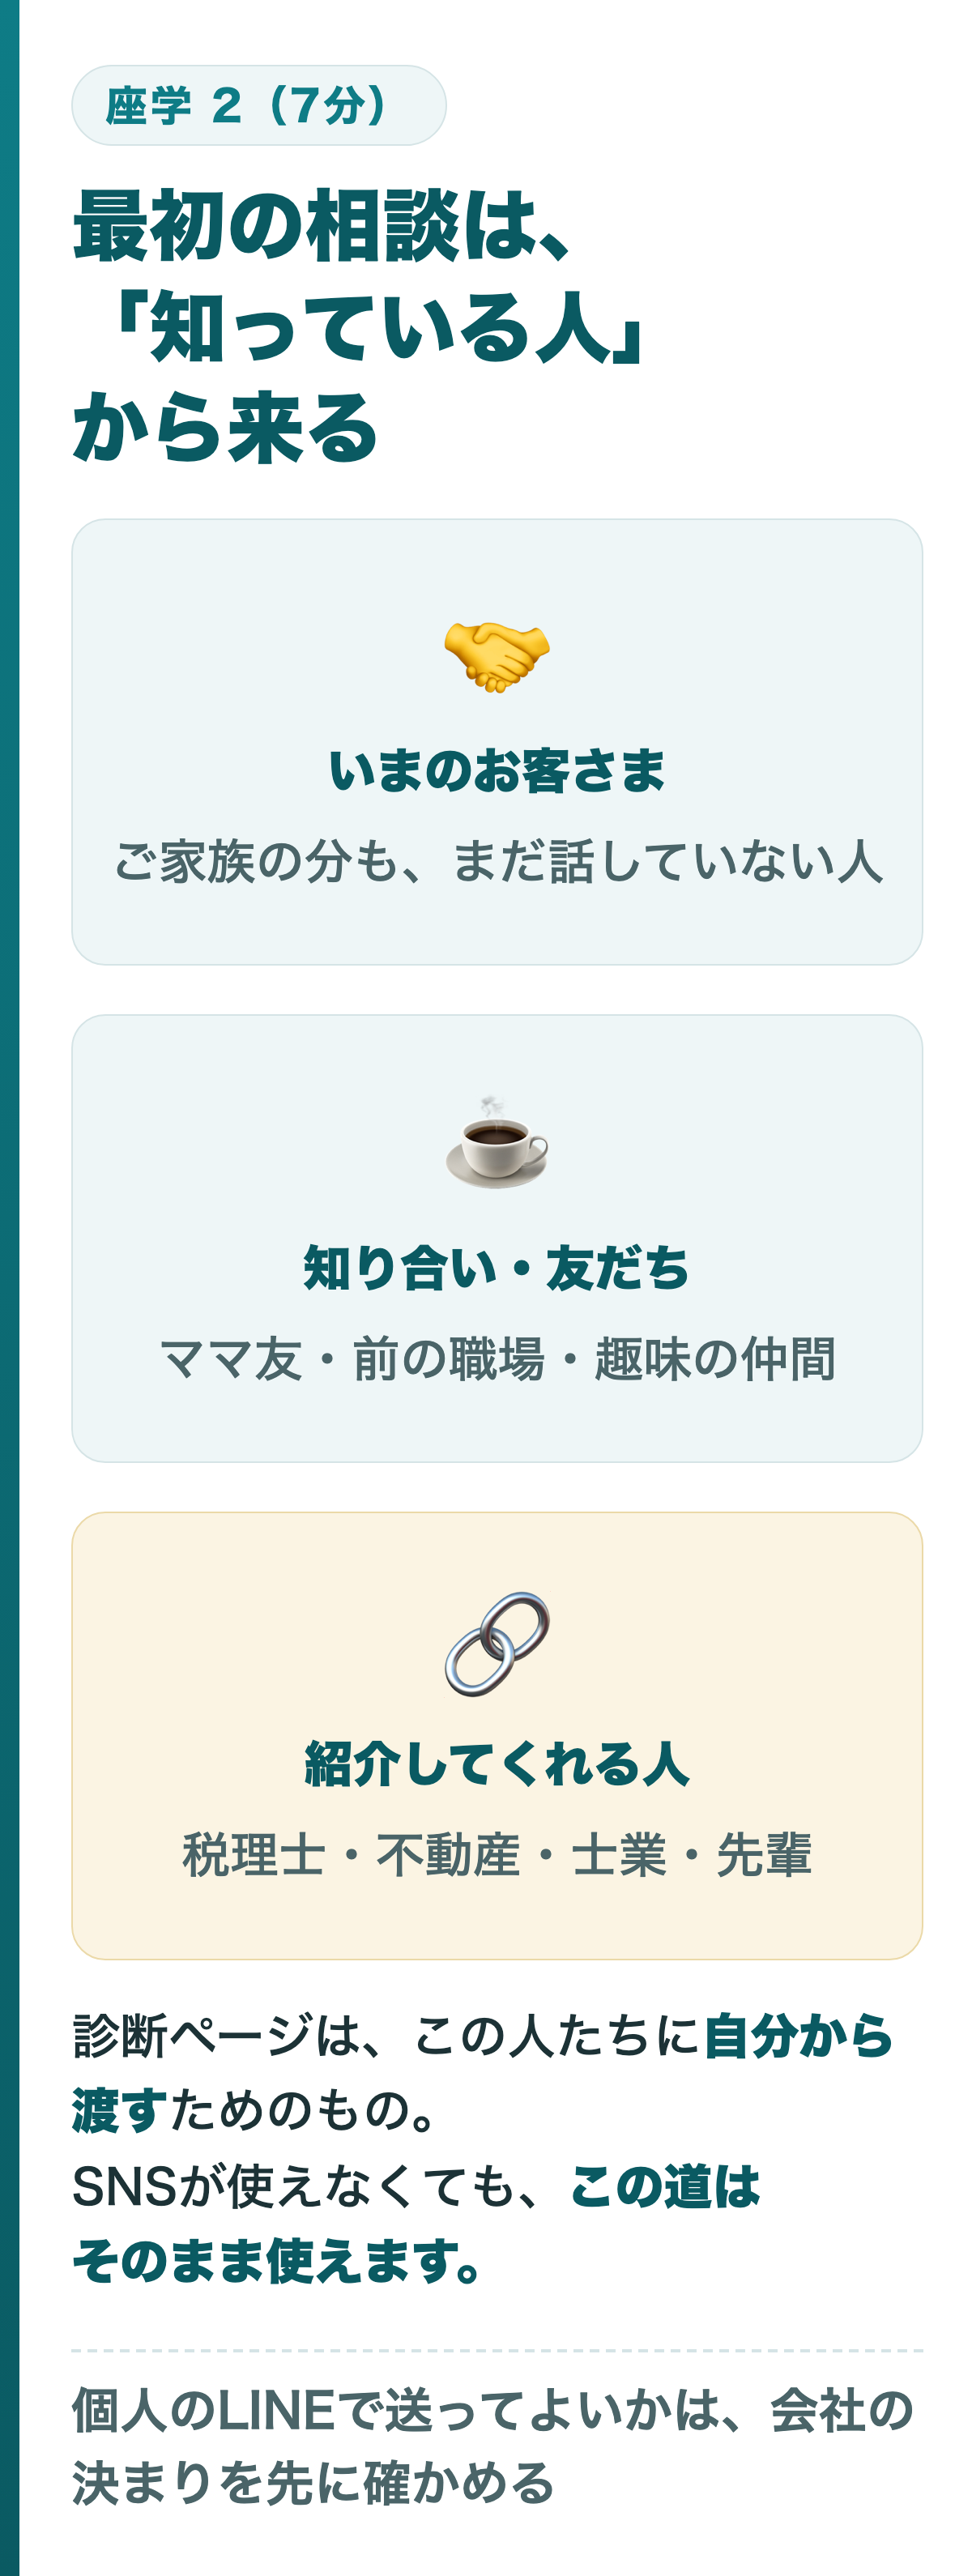 座学 2（7分）
最初の相談は、
「知っている人」
から来る
いまのお客さま
ご家族の分も、まだ話していない人
知り合い・友だち
ママ友・前の職場・趣味の仲間
紹介してくれる人
税理士・不動産・士業・先輩
診断ページは、この人たちに自分から
渡すためのもの。
SNSが使えなくても、この道は
そのまま使えます。
個人のLINEで送ってよいかは、会社の
決まりを先に確かめる